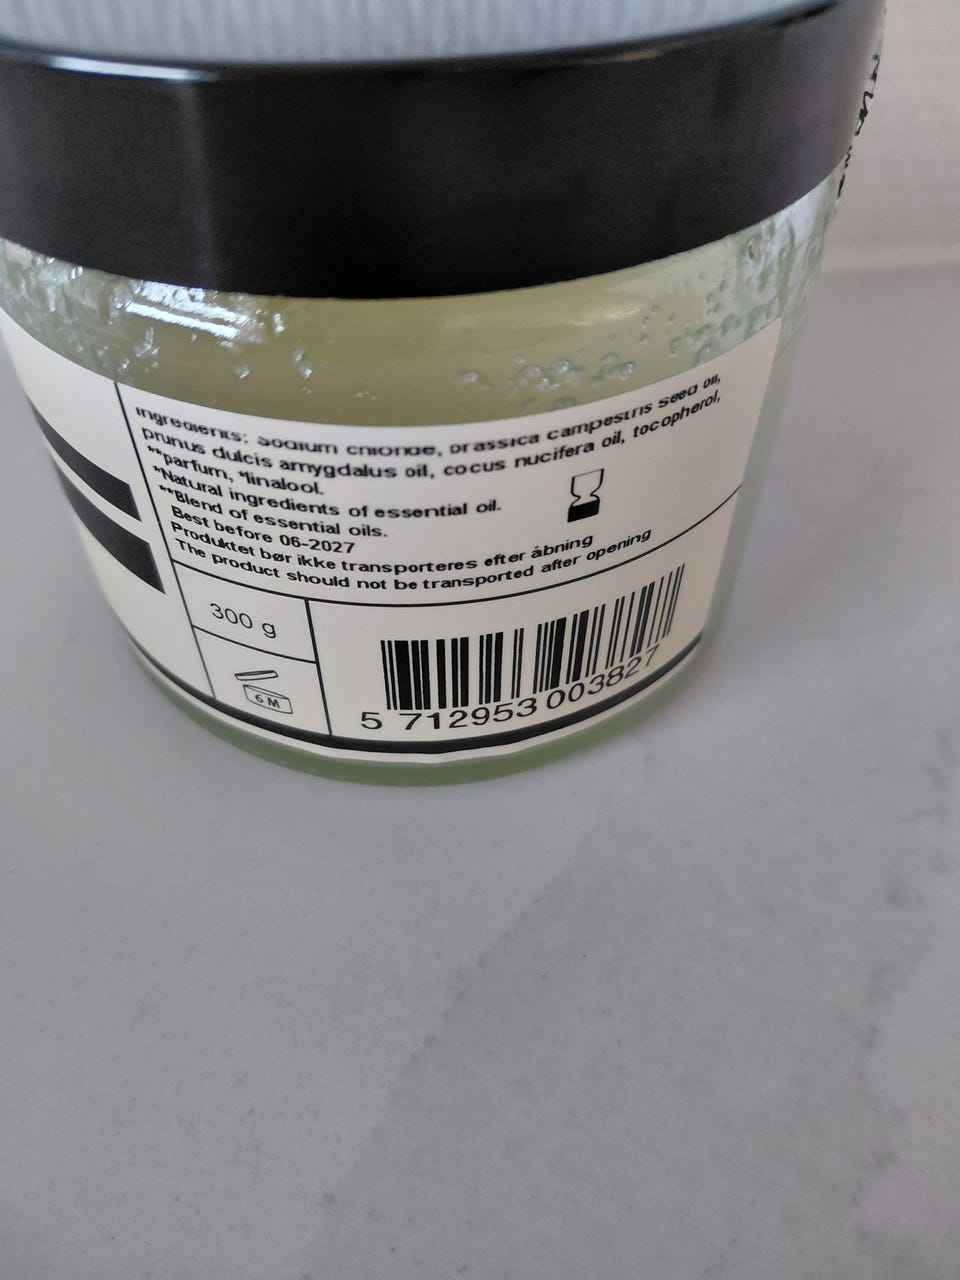 Ingredients: Sodium chloride, brassica campestris seed oil,
prunus dulcis amygdalus oil, cocus nucifera oil, tocopherol,
**parfum, *linalool.
*Natural ingredients of essential oil.
**Blend of essential oils.
Best before 06-2027
Produktet bør ikke transporteres efter åbning
The product should not be transported after opening
300 g
6 M
5 712953 003827